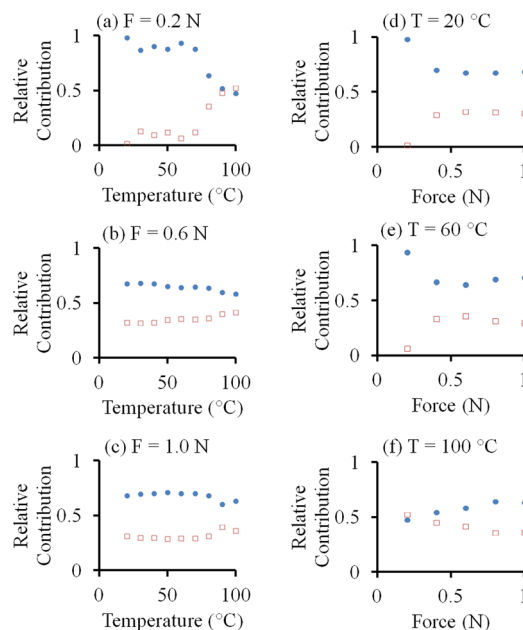 (a) F = 0.2 N
Relative
Contribution
1
0.5
0
0
50
100
Temperature (°C)
(b) F = 0.6 N
Relative
Contribution
1
0.5
0
0
50
100
Temperature (°C)
(c) F = 1.0 N
Relative
Contribution
1
0.5
0
0
50
100
Temperature (°C)
(d) T = 20 °C
Relative
Contribution
1
0.5
0
0
0.5
1
Force (N)
(e) T = 60 °C
Relative
Contribution
1
0.5
0
0
0.5
1
Force (N)
(f) T = 100 °C
Relative
Contribution
1
0.5
0
0
0.5
1
Force (N)